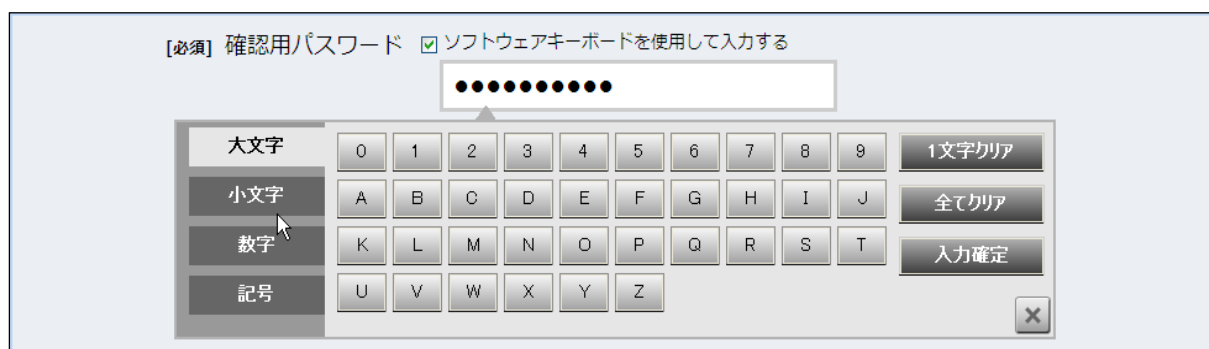 [必須] 確認用パスワード ソフトウェアキーボードを使用して入力する
●●●●●●●●●●
大文字 0 1 2 3 4 5 6 7 8 9 1文字クリア
小文字 A B C D E F G H I J 全てクリア
数字 K L M N O P Q R S T 入力確定
記号 U V W X Y Z